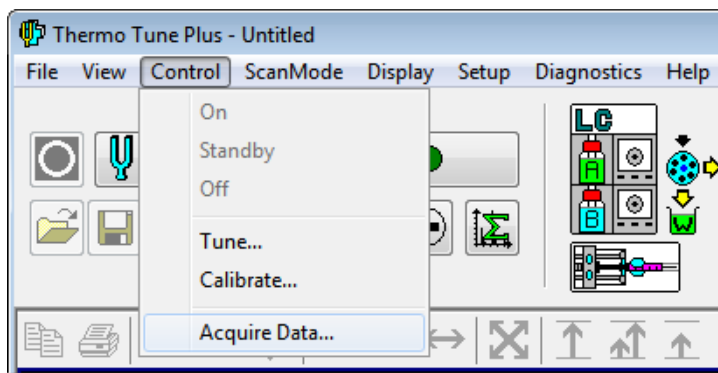 Thermo Tune Plus - Untitled
File View Control ScanMode Display Setup Diagnostics Help
On
Standby
Off
Tune...
Calibrate...
Acquire Data...
LC
A
B
W